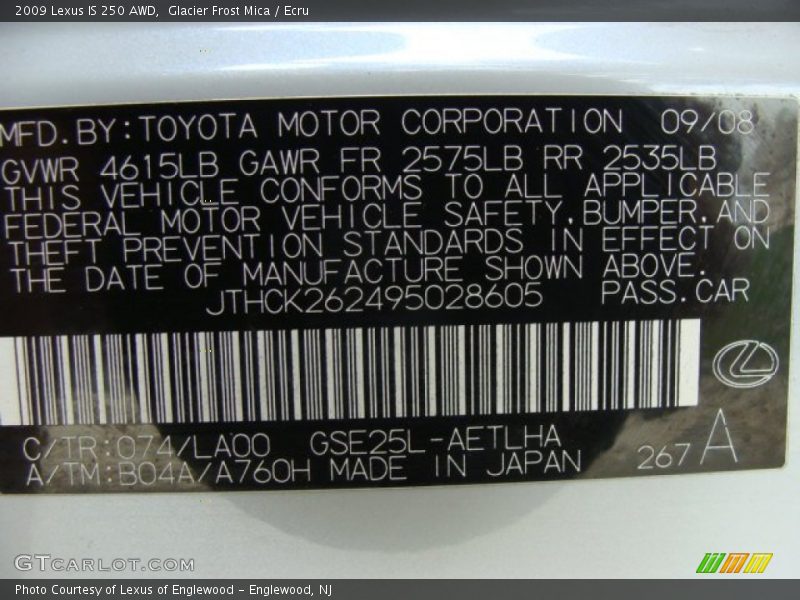 2009 Lexus IS 250 AWD,  Glacier Frost Mica / Ecru
MFD.BY:TOYOTA MOTOR CORPORATION 09/08
GVWR 4615LB GAWR FR 2575LB RR 2535LB
THIS VEHICLE CONFORMS TO ALL APPLICABLE
FEDERAL MOTOR VEHICLE SAFETY,BUMPER,AND
THEFT PREVENTION STANDARDS IN EFFECT ON
THE DATE OF MANUFACTURE SHOWN ABOVE.
JTHCK262495028605 PASS.CAR
C/TR:074/LA00 GSE25L-AETLHA
A/TM:B04A/A760H MADE IN JAPAN 267 A
GTCARLOT.COM
Photo Courtesy of Lexus of Englewood - Englewood, NJ